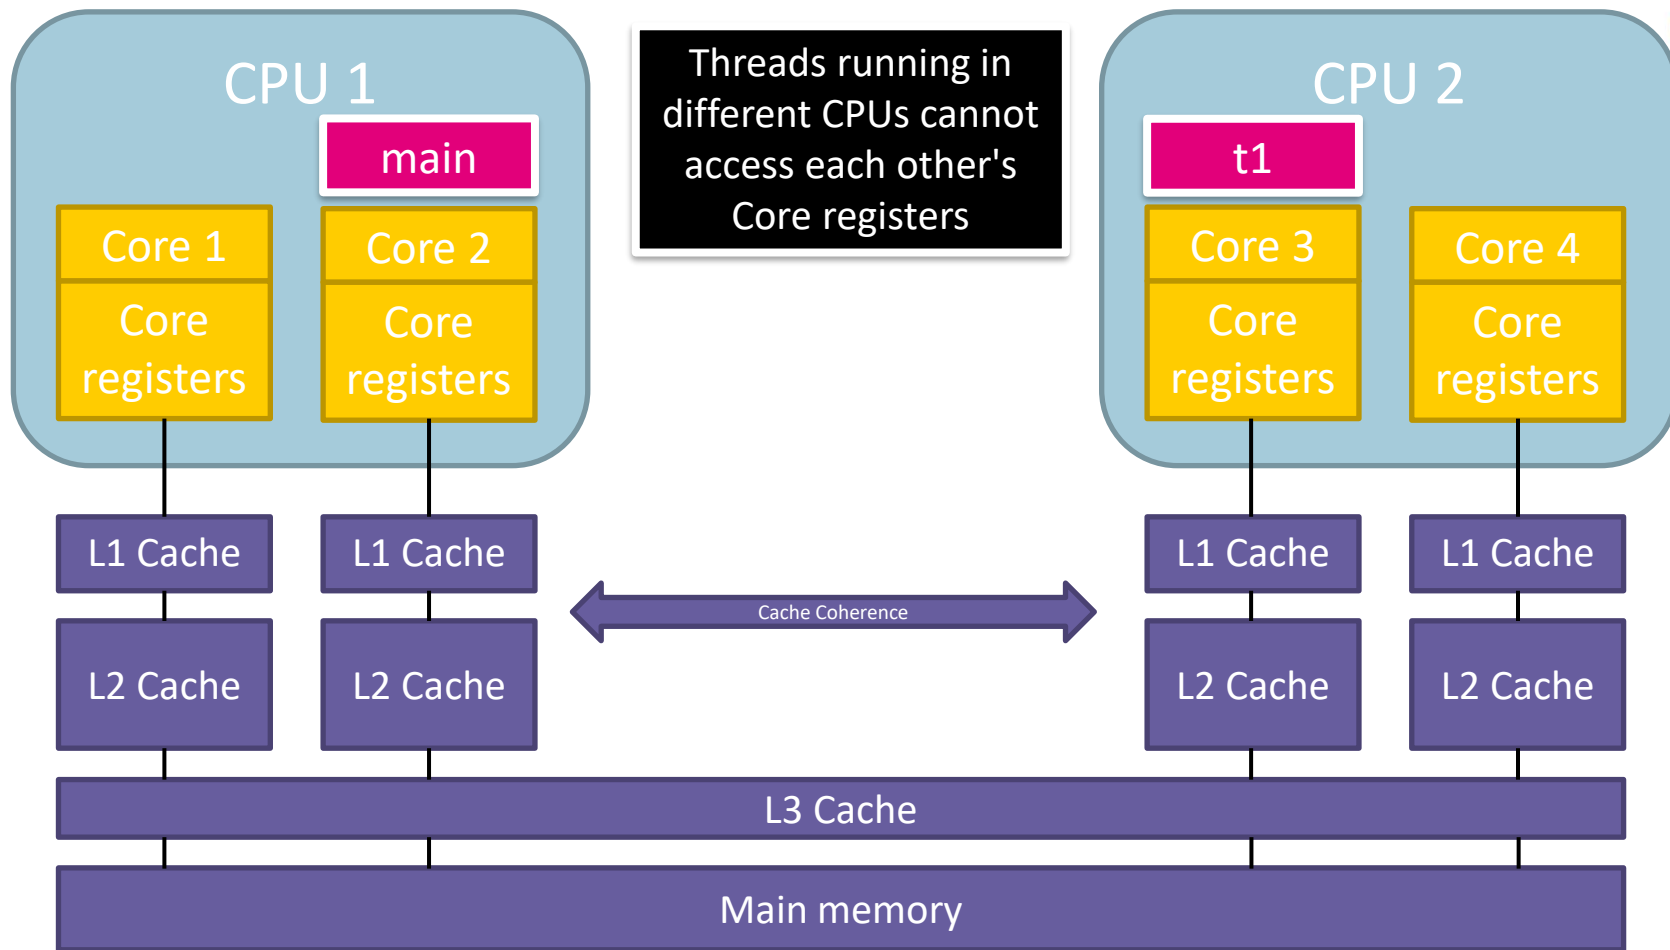 CPU 1
main
Core 1
Core
registers
Core 2
Core
registers
Threads running in
different CPUs cannot
access each other's
Core registers
CPU 2
t1
Core 3
Core
registers
Core 4
Core
registers
L1 Cache
L1 Cache
L1 Cache
L1 Cache
Cache Coherence
L2 Cache
L2 Cache
L2 Cache
L2 Cache
L3 Cache
Main memory